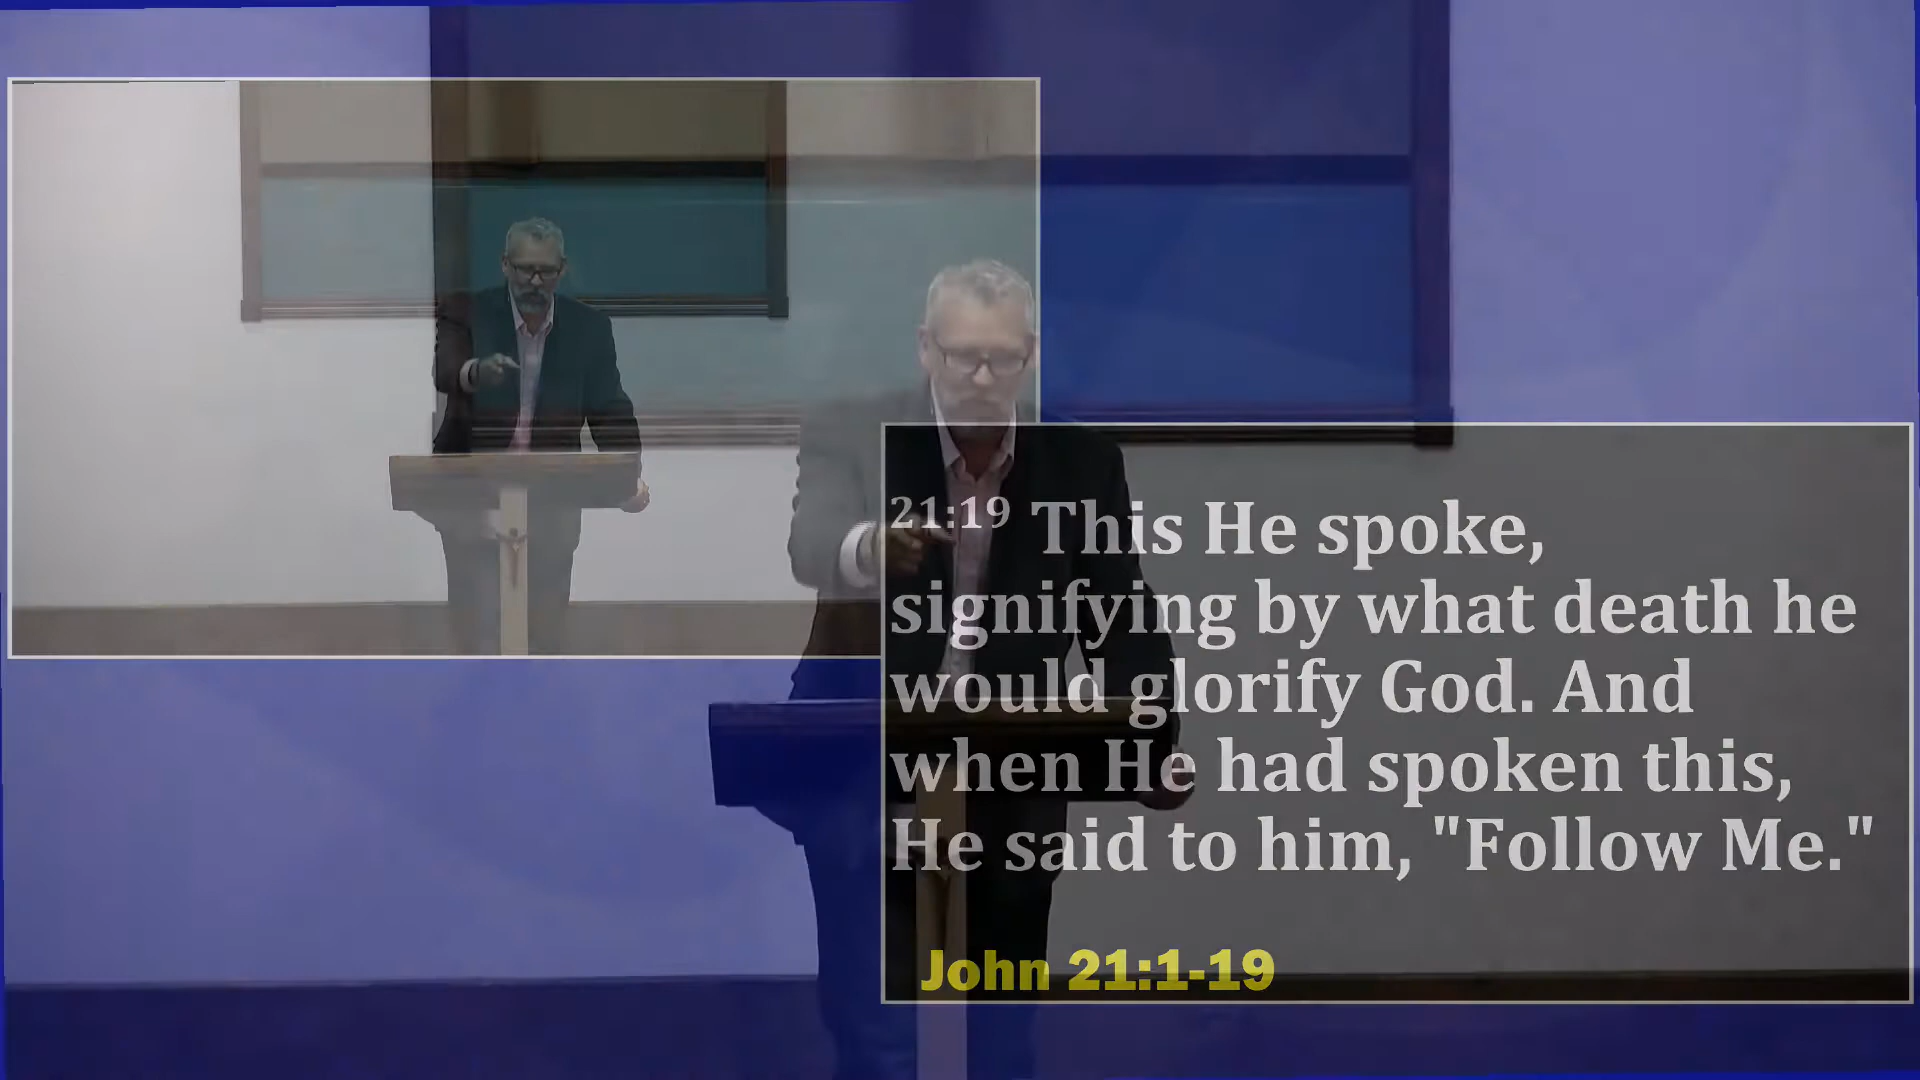 21:19 This He spoke,
signifying by what death he
would glorify God. And
when He had spoken this,
He said to him, "Follow Me."
John 21:1-19